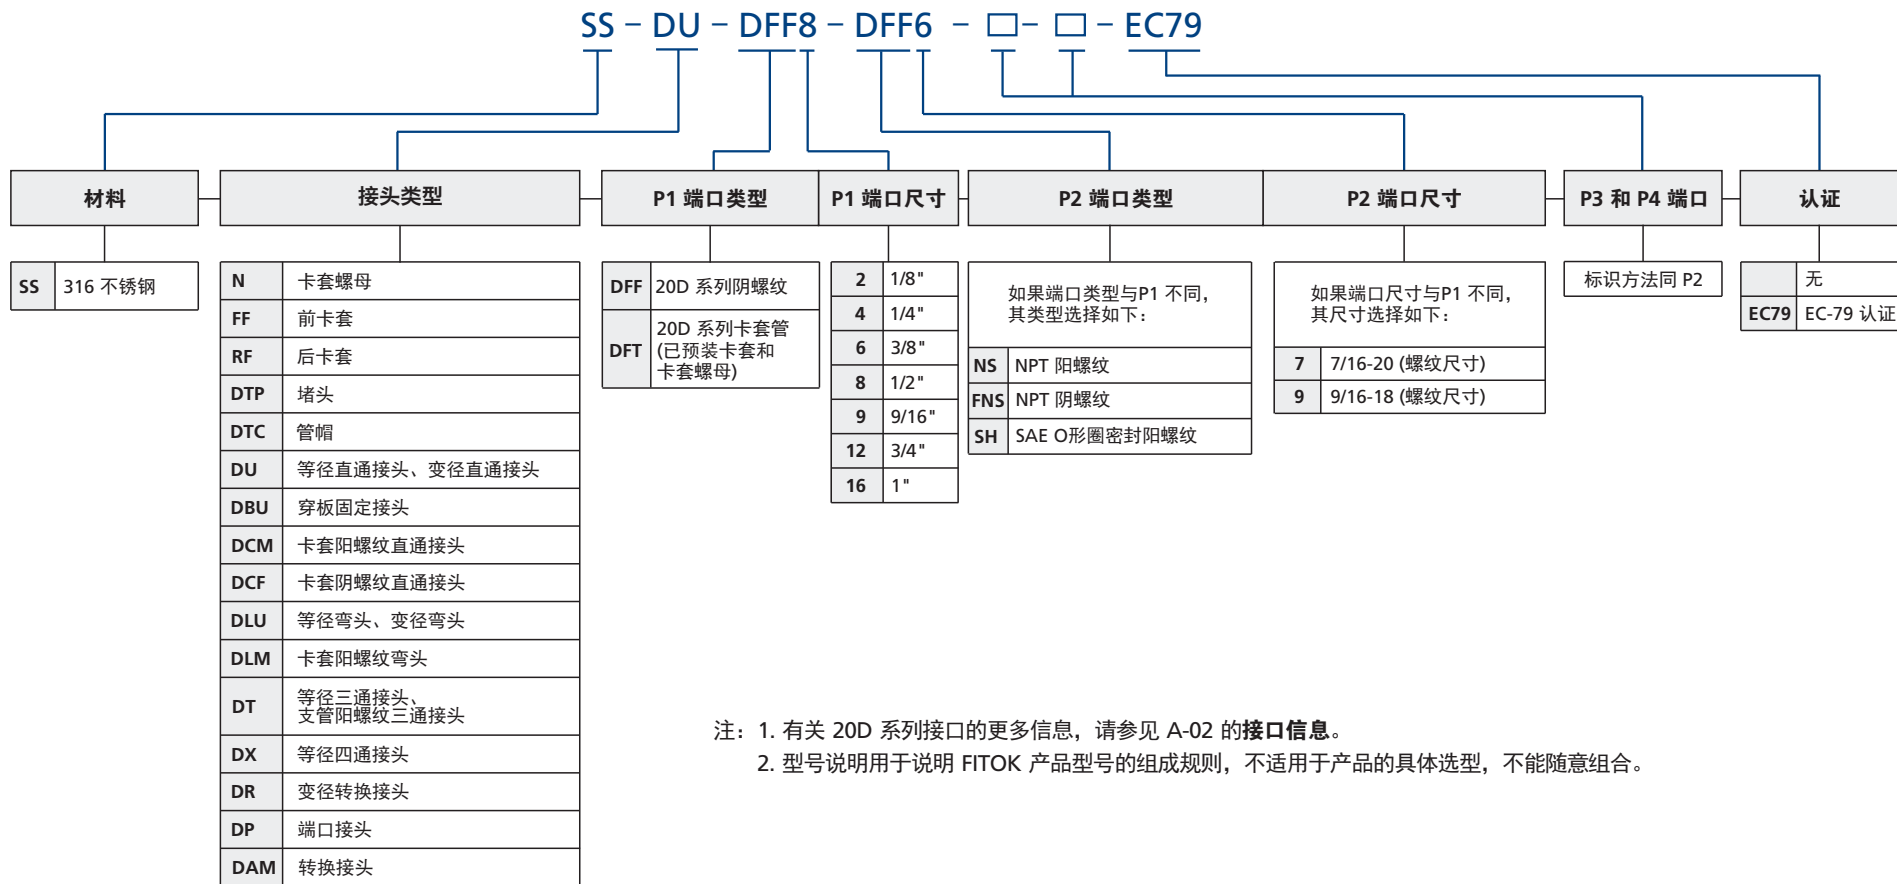 SS – DU – DFF8 – DFF6 – □ – □ – EC79
材料
接头类型
P1 端口类型
P1 端口尺寸
P2 端口类型
P2 端口尺寸
P3 和 P4 端口
认证
SS 316 不锈钢
N 卡套螺母
FF 前卡套
RF 后卡套
DTP 堵头
DTC 管帽
DU 等径直通接头、变径直通接头
DBU 穿板固定接头
DCM 卡套阳螺纹直通接头
DCF 卡套阴螺纹直通接头
DLU 等径弯头、变径弯头
DLM 卡套阳螺纹弯头
DT 等径三通接头、
支管阳螺纹三通接头
DX 等径四通接头
DR 变径转换接头
DP 端口接头
DAM 转换接头
DFF 20D 系列阴螺纹
DFT 20D 系列卡套管
(已预装卡套和
卡套螺母)
2 1/8"
4 1/4"
6 3/8"
8 1/2"
9 9/16"
12 3/4"
16 1"
如果端口类型与P1 不同，
其类型选择如下：
NS NPT 阳螺纹
FNS NPT 阴螺纹
SH SAE O形圈密封阳螺纹
如果端口尺寸与P1 不同，
其尺寸选择如下：
7 7/16-20 (螺纹尺寸)
9 9/16-18 (螺纹尺寸)
标识方法同 P2
无
EC79 EC-79 认证
注：1. 有关 20D 系列接口的更多信息，请参见 A-02 的接口信息。
2. 型号说明用于说明 FITOK 产品型号的组成规则，不适用于产品的具体选型，不能随意组合。